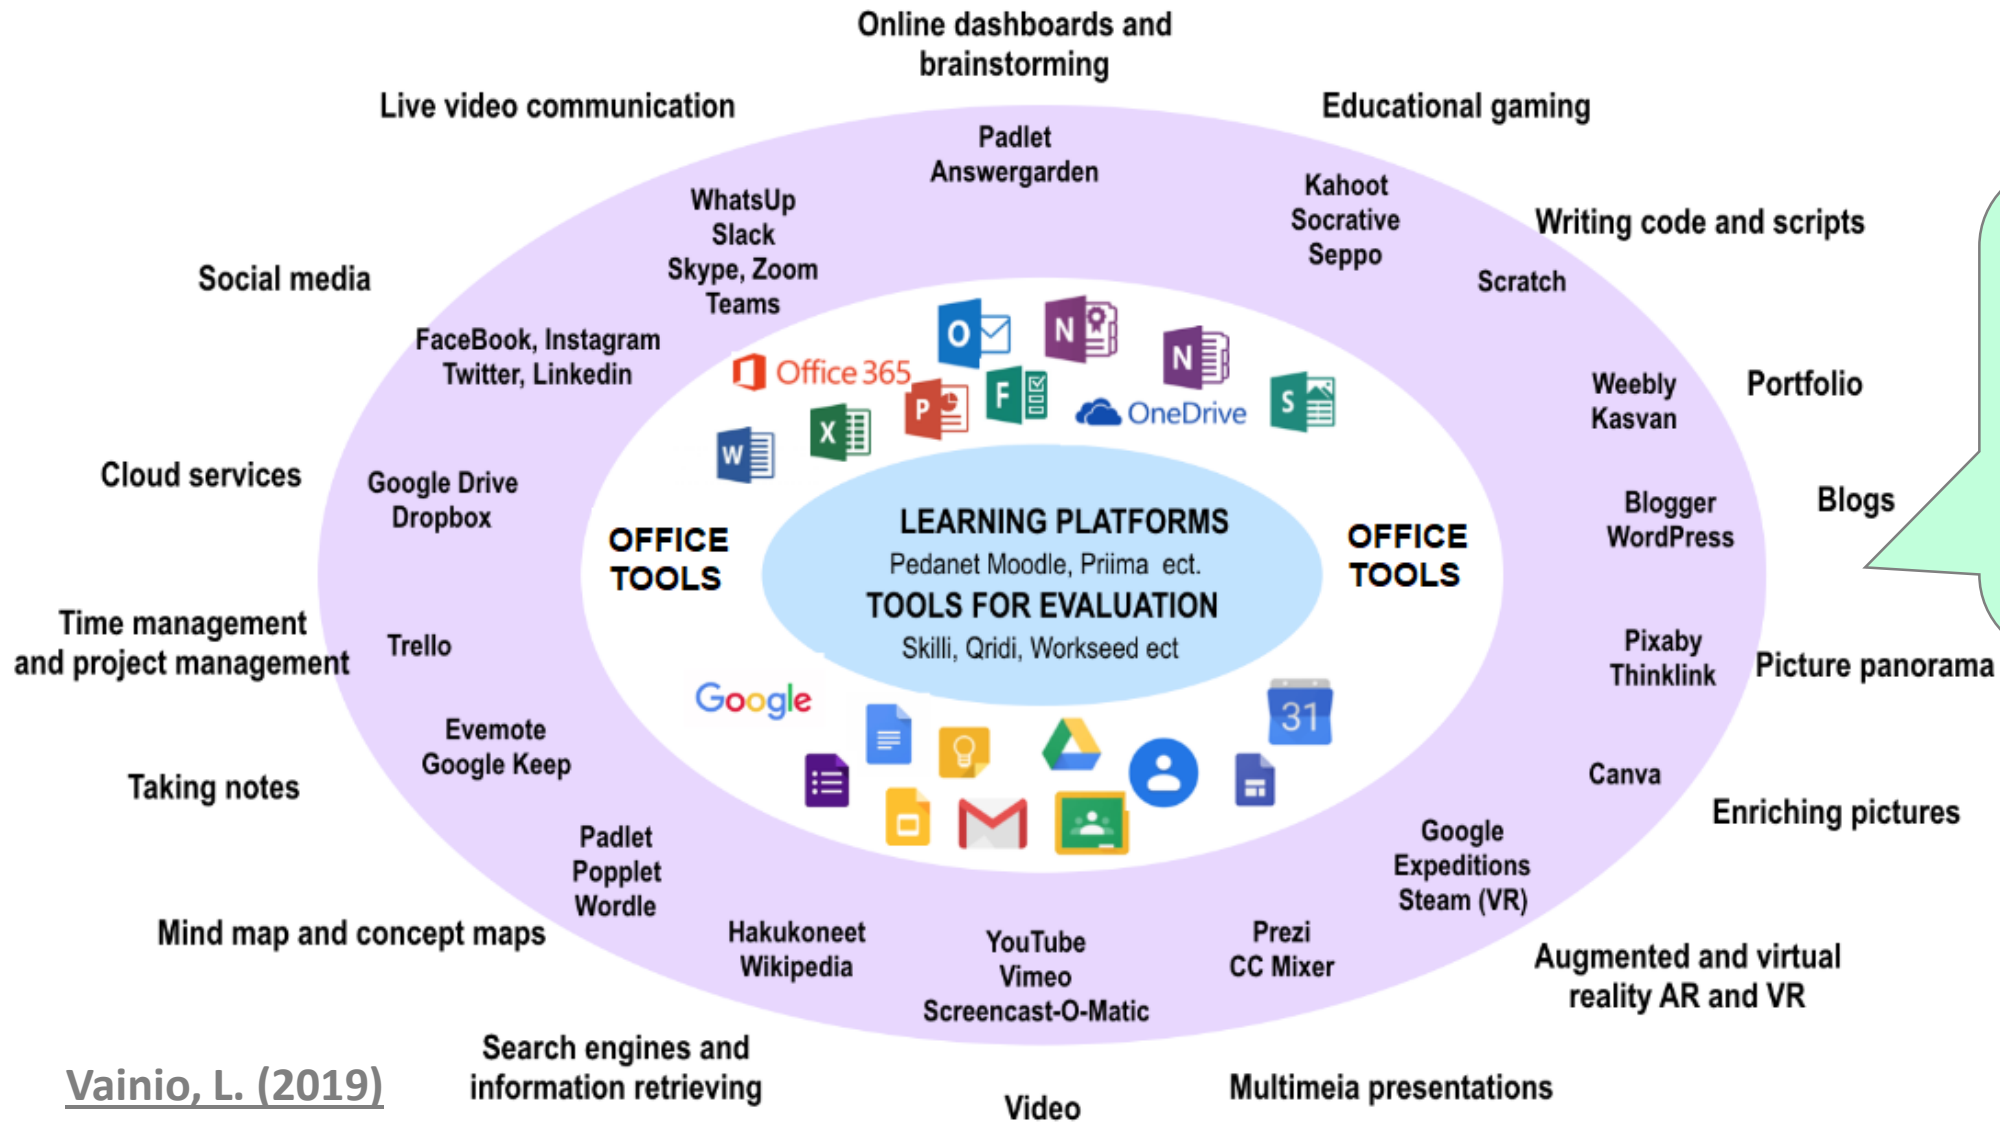 Online dashboards and
brainstorming
Live video communication
Educational gaming
Padlet
Answergarden
WhatsUp
Slack
Skype, Zoom
Teams
Kahoot
Socrative
Seppo
Writing code and scripts
Scratch
Social media
FaceBook, Instagram
Twitter, Linkedin
Office 365
O
N
N
W
X
P
F
OneDrive
S
Weebly
Kasvan
Portfolio
Cloud services
Google Drive
Dropbox
OFFICE
TOOLS
LEARNING PLATFORMS
Pedanet Moodle, Priima ect.
TOOLS FOR EVALUATION
Skilli, Qridi, Workseed ect
OFFICE
TOOLS
Blogger
WordPress
Blogs
Time management
and project management
Trello
Google
31
Pixaby
Thinklink
Picture panorama
Evemote
Google Keep
Taking notes
Canva
Enriching pictures
Padlet
Popplet
Wordle
Google
Expeditions
Steam (VR)
Mind map and concept maps
Hakukoneet
Wikipedia
YouTube
Vimeo
Screencast-O-Matic
Prezi
CC Mixer
Augmented and virtual
reality AR and VR
Search engines and
information retrieving
Video
Multimeia presentations
Vainio, L. (2019)